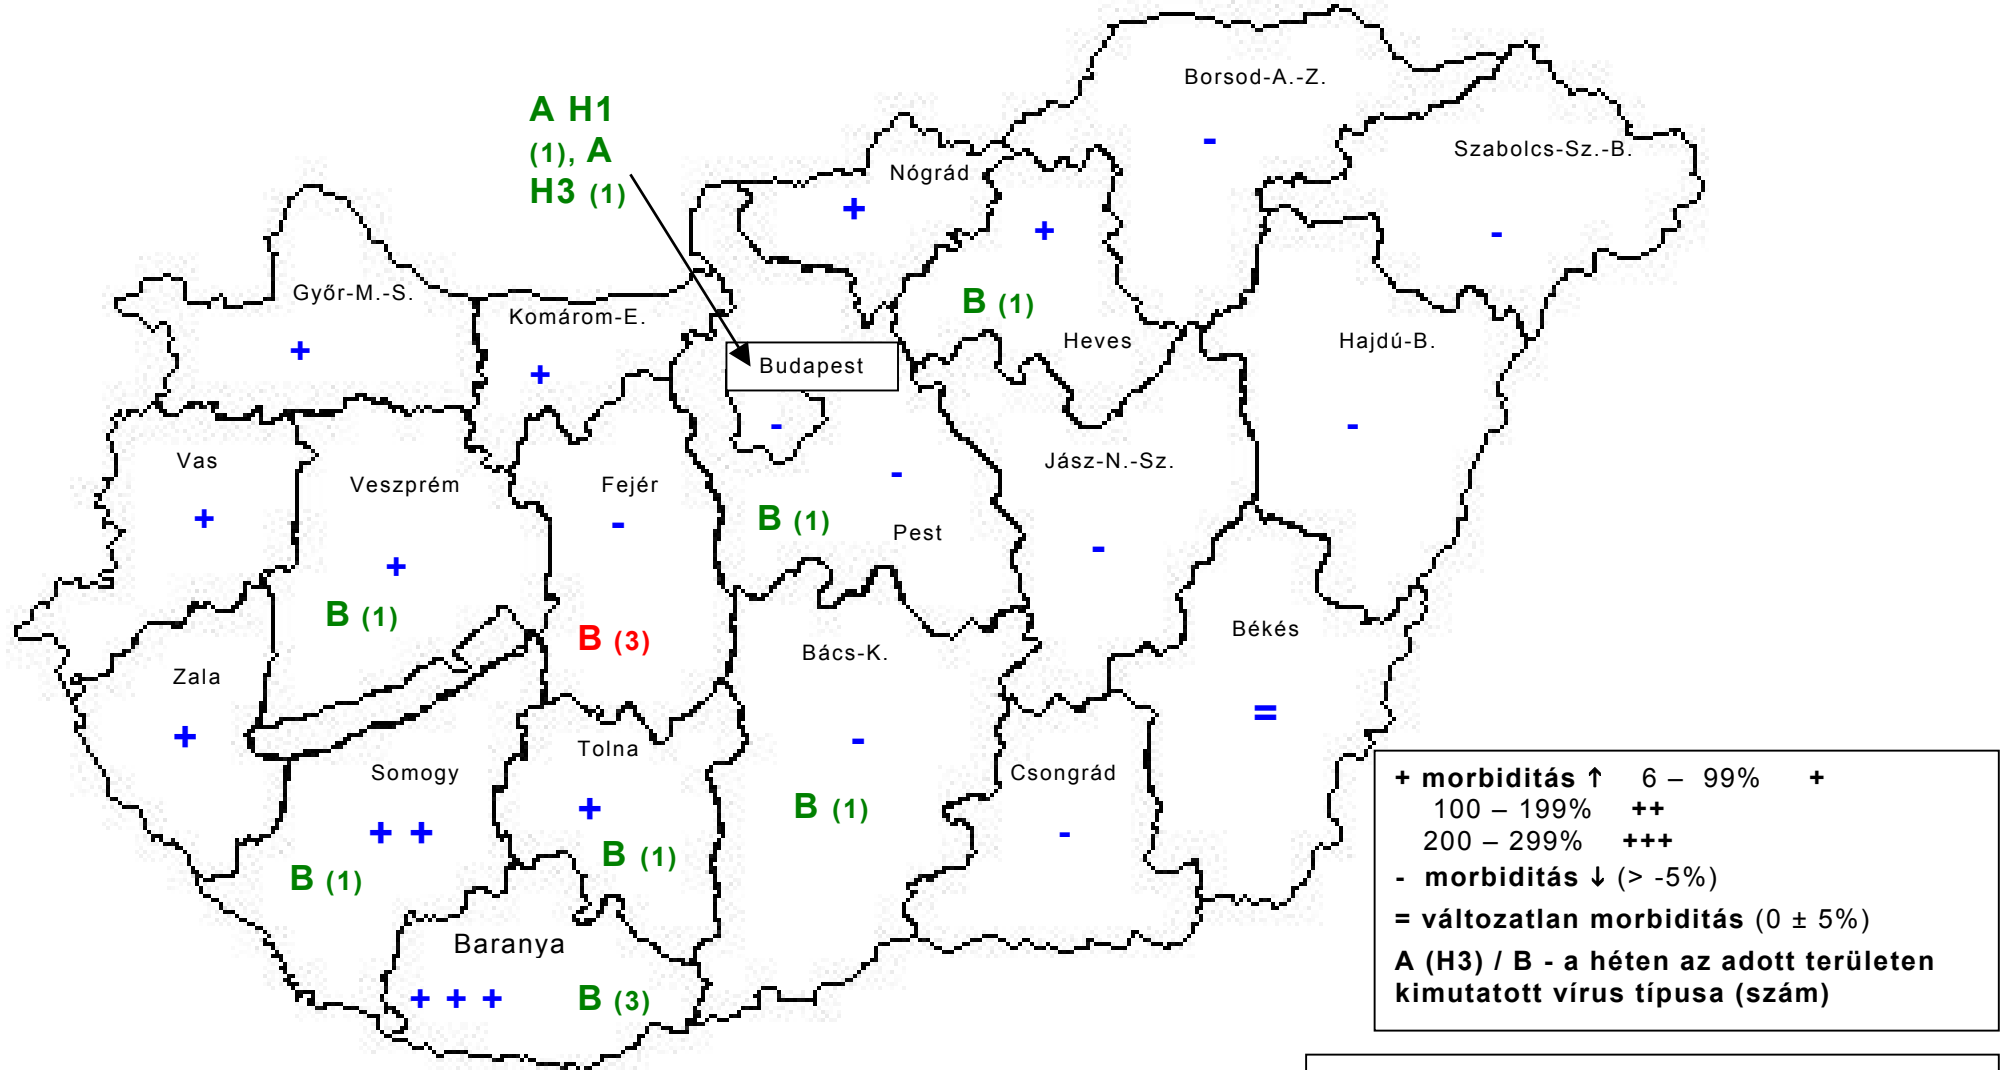 Borsod-A.-Z.
-
A H1
(1), A
H3 (1)
Szabolcs-Sz.-B.
-
Nógrád
+
+
B (1)
Heves
Győr-M.-S.
+
Komárom-E.
+
Budapest
-
Hajdú-B.
-
Vas
+
Veszprém
+
B (1)
Fejér
-
B (3)
-
B (1)
Pest
Jász-N.-Sz.
-
Békés
=
Zala
+
Bács-K.
-
B (1)
Somogy
+ +
B (1)
Tolna
+
B (1)
Csongrád
-
Baranya
+ + +
B (3)
+ morbiditás ↑ 6 – 99% +
100 – 199% ++
200 – 299% +++
- morbiditás ↓ (> -5%)
= változatlan morbiditás (0 ± 5%)
A (H3) / B - a héten az adott területen
kimutatott vírus típusa (szám)